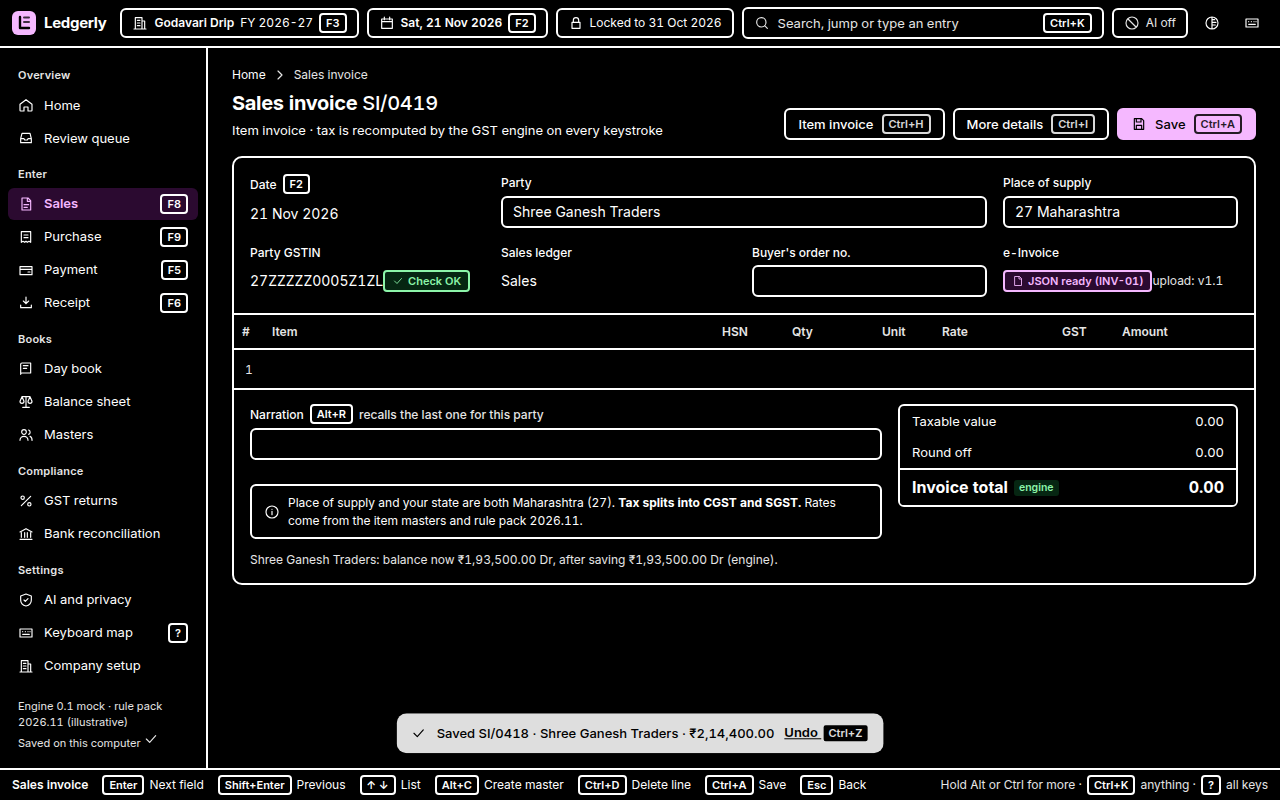 Ledgerly
Godavari Drip FY 2026-27 F3
Sat, 21 Nov 2026 F2
Locked to 31 Oct 2026
Search, jump or type an entry Ctrl+K
AI off
Overview
Home
Review queue
Enter
Sales F8
Purchase F9
Payment F5
Receipt F6
Books
Day book
Balance sheet
Masters
Compliance
GST returns
Bank reconciliation
Settings
AI and privacy
Keyboard map ?
Company setup
Engine 0.1 mock · rule pack
2026.11 (illustrative)
Saved on this computer
Home > Sales invoice
Sales invoice SI/0419
Item invoice · tax is recomputed by the GST engine on every keystroke
Item invoice Ctrl+H
More details Ctrl+I
Save Ctrl+A
Date F2
21 Nov 2026
Party
Shree Ganesh Traders
Place of supply
27 Maharashtra
Party GSTIN
27ZZZZZ0005Z1ZL Check OK
Sales ledger
Sales
Buyer's order no.
e-Invoice
JSON ready (INV-01) upload: v1.1
# Item HSN Qty Unit Rate GST Amount
1
Narration Alt+R recalls the last one for this party
Place of supply and your state are both Maharashtra (27). Tax splits into CGST and SGST. Rates
come from the item masters and rule pack 2026.11.
Shree Ganesh Traders: balance now ₹1,93,500.00 Dr, after saving ₹1,93,500.00 Dr (engine).
Taxable value 0.00
Round off 0.00
Invoice total engine 0.00
Saved SI/0418 · Shree Ganesh Traders · ₹2,14,400.00 Undo Ctrl+Z
Sales invoice Enter Next field Shift+Enter Previous ↑↓ List Alt+C Create master Ctrl+D Delete line Ctrl+A Save Esc Back Hold Alt or Ctrl for more · Ctrl+K anything · ? all keys